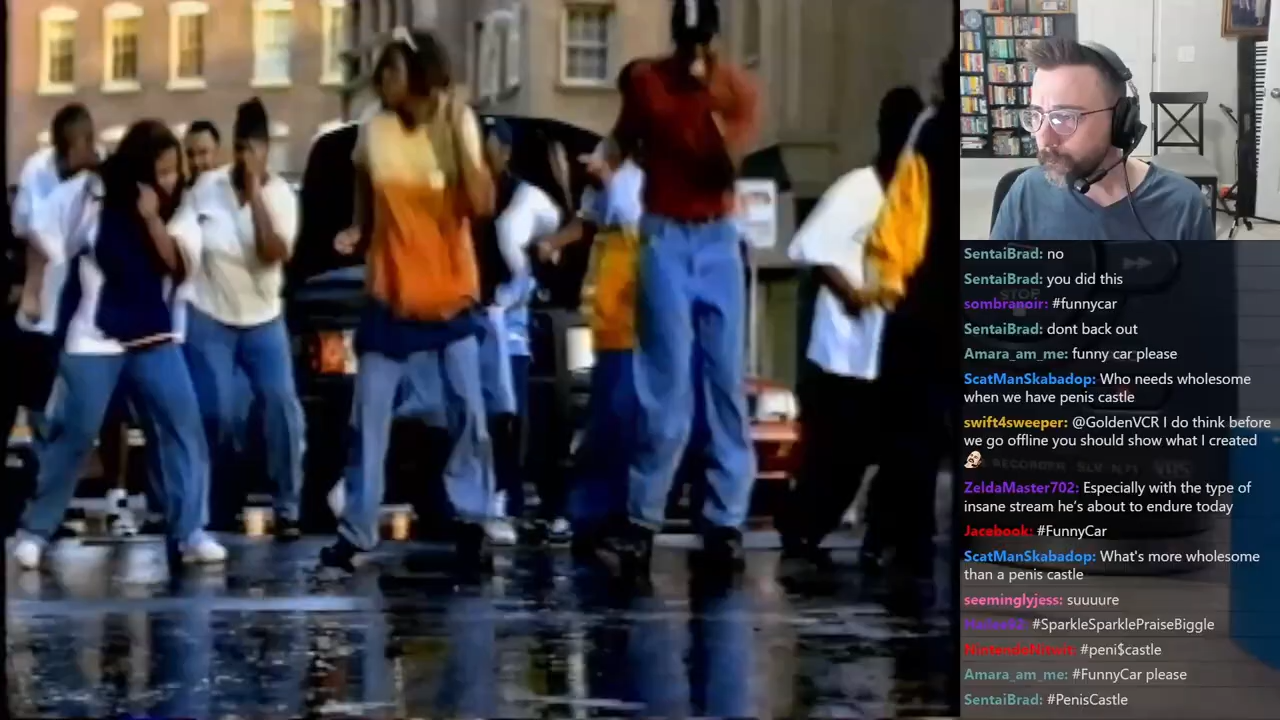 SentaiBrad: no
SentaiBrad: you did this
sombranoir: #funnycar
SentaiBrad: dont back out
Amara_am_me: funny car please
ScatManSkabadop: Who needs wholesome
when we have penis castle
swift4sweeper: @GoldenVCR I do think before
we go offline you should show what I created
ZeldaMaster702: Especially with the type of
insane stream he's about to endure today
Jacebook: #FunnyCar
ScatManSkabadop: What's more wholesome
than a penis castle
seeminglyjess: suuuure
#SparkleSparklePraiseBiggle
#peni$castle
Amara_am_me: #FunnyCar please
SentaiBrad: #PenisCastle